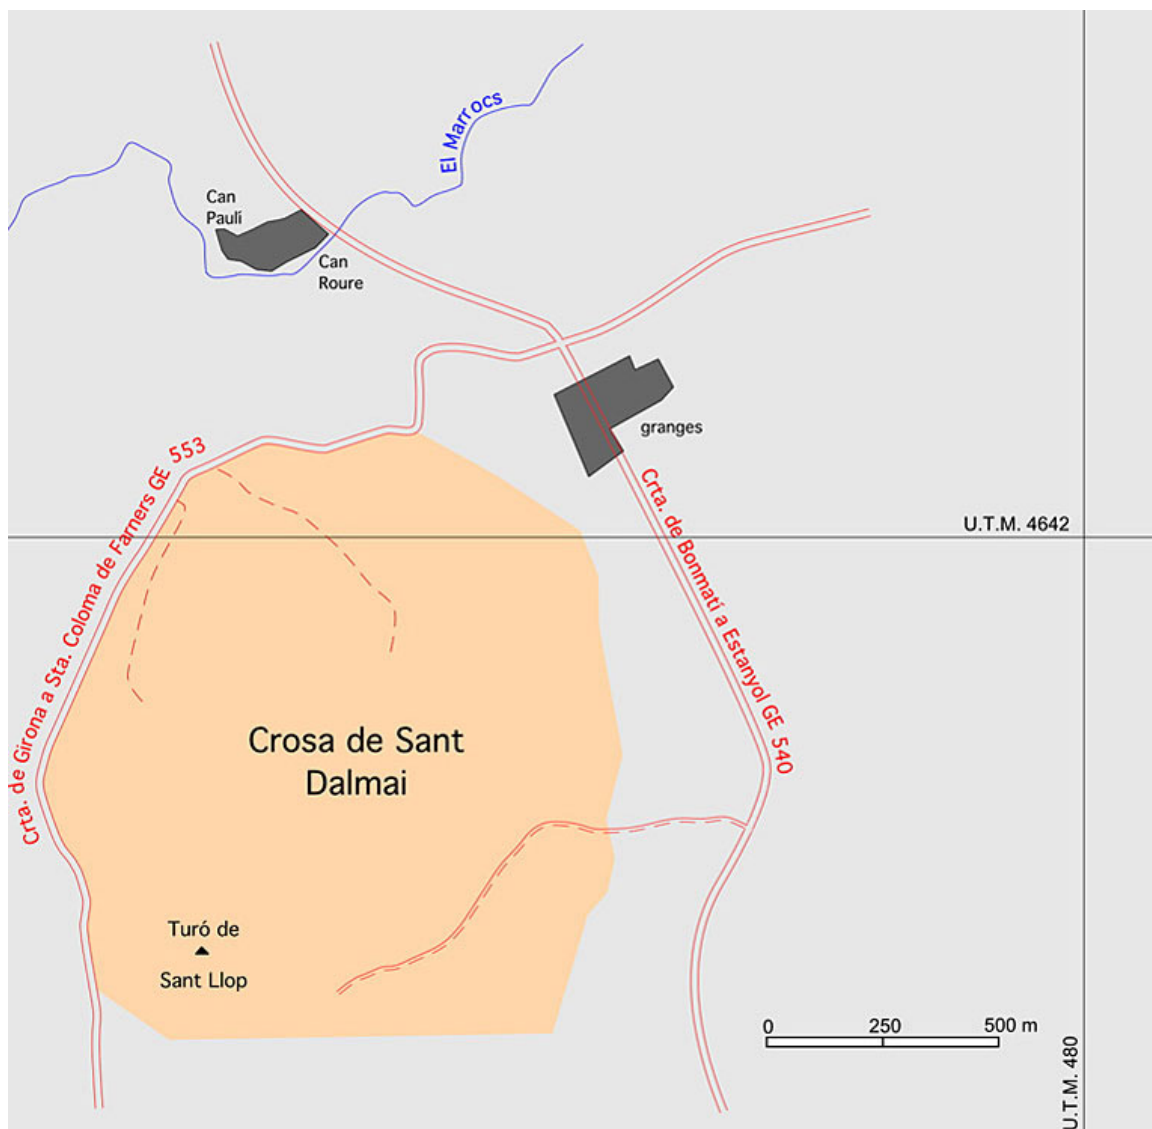 El Marrocs
Can
Paulí
Can
Roure
granges
Crta. de Girona a Sta. Coloma de Farners GE 553
U.T.M. 4642
Crta. de Bonmatí a Estanyol GE 540
Crosa de Sant
Dalmai
Turó de
Sant Llop
0 250 500 m
U.T.M. 480